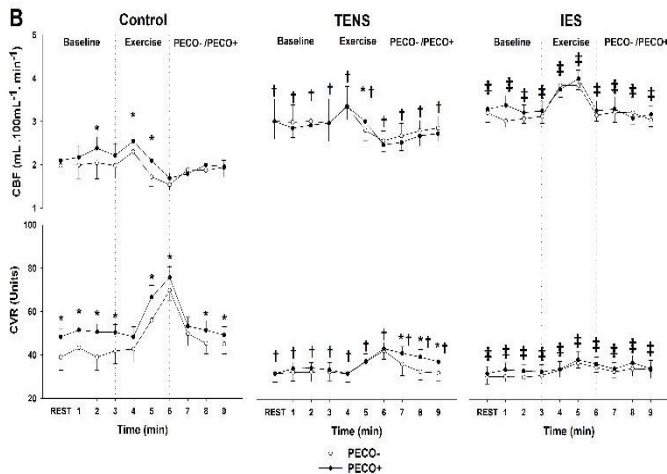 B
Control TENS IES
Baseline Exercise PECO- /PECO+ Baseline Exercise PECO-/PECO+ Baseline Exercise PECO-/PECO+
CBF (mL .100mL⁻¹. min⁻¹)
5
4
3
2
1
* * *
† † † † † *† † † † †
‡ ‡ ‡ ‡ ‡ ‡ ‡ ‡ ‡ ‡
CVR (Units)
100
80
60
40
20
* * * * * * * *
† † † † † † † *† *† *†
‡ ‡ ‡ ‡ ‡ ‡ ‡ ‡ ‡ ‡
REST 1 2 3 4 5 6 7 8 9 REST 1 2 3 4 5 6 7 8 9 REST 1 2 3 4 5 6 7 8 9
Time (min) Time (min) Time (min)
PECO-
PECO+